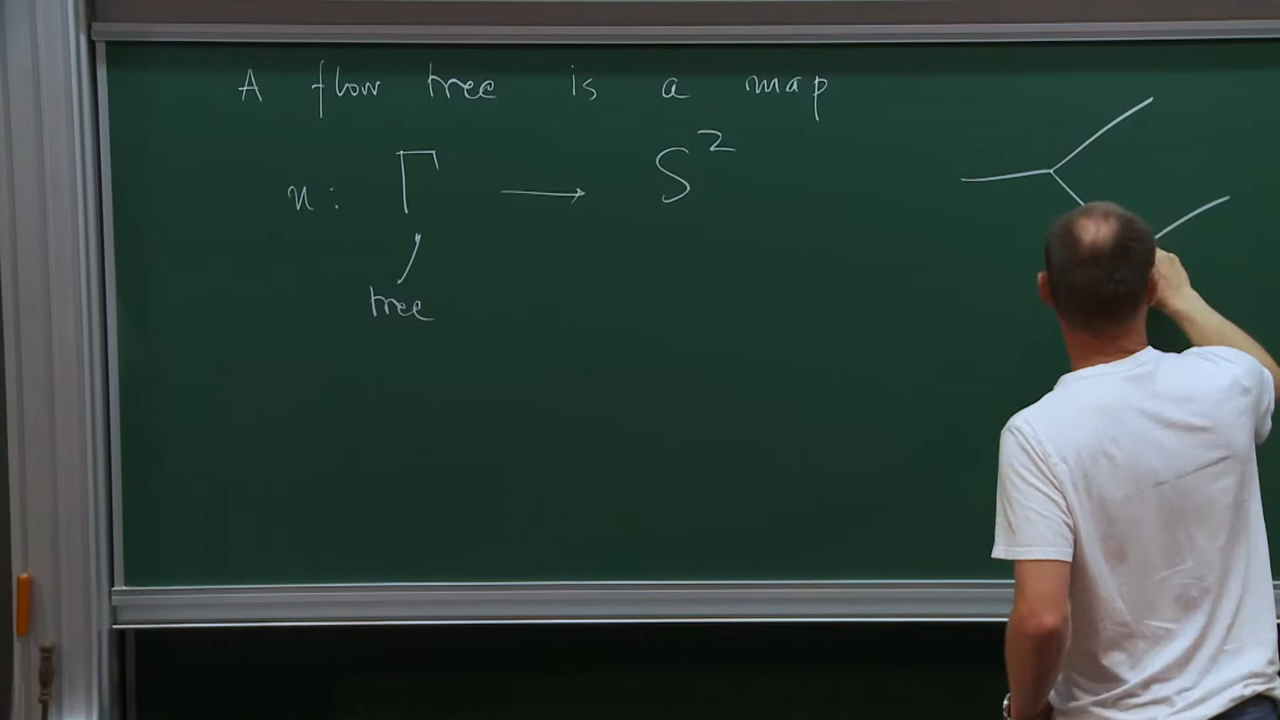 A flow tree is a map
u: Γ → S²
tree